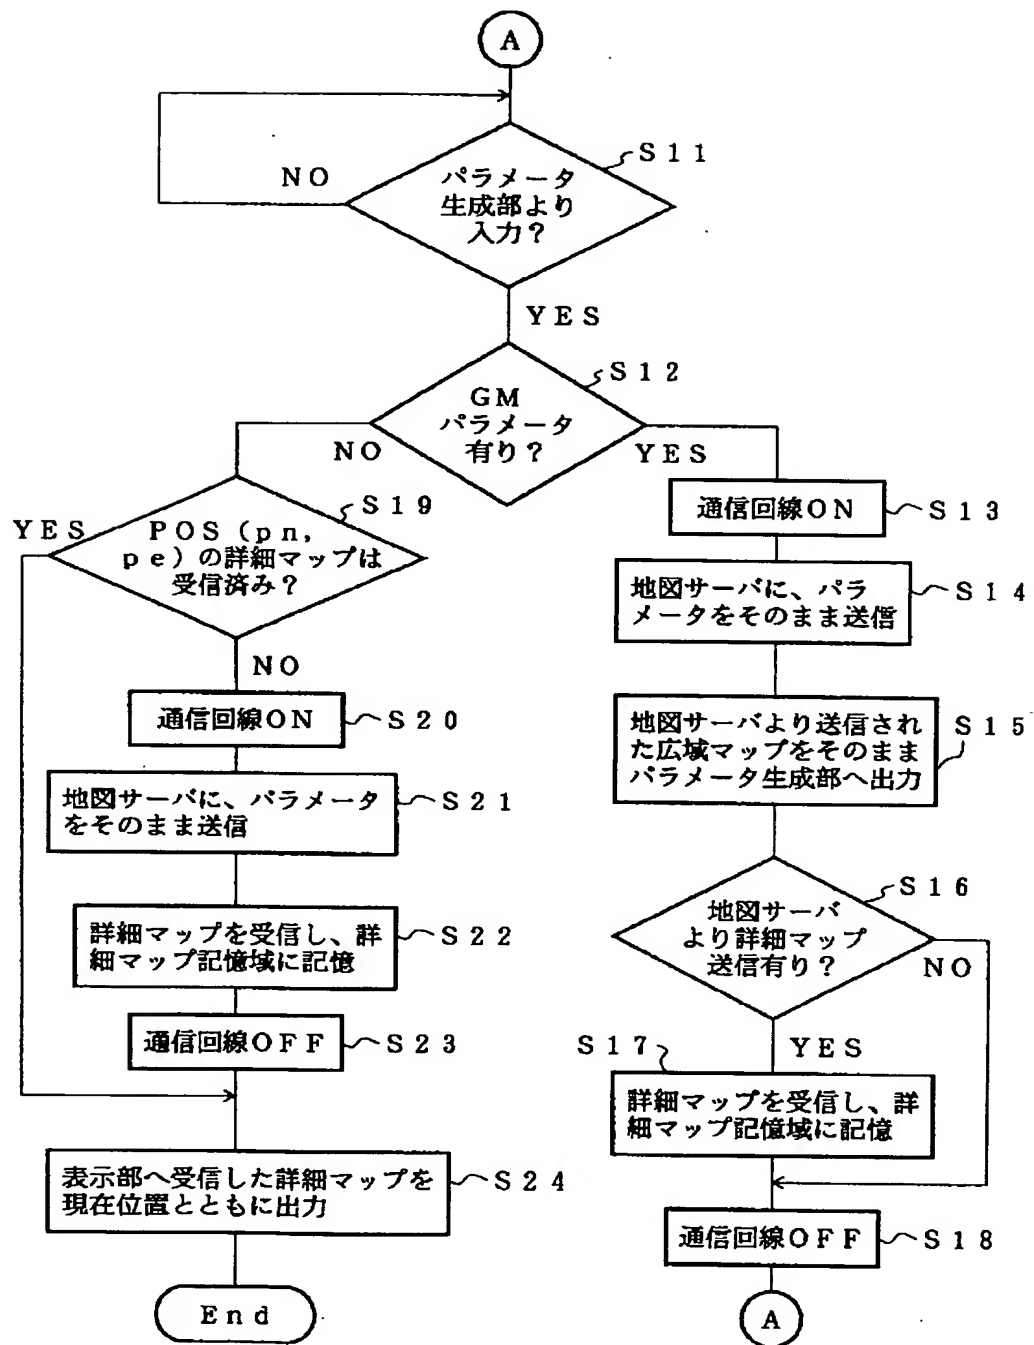 A
S11
NO
パラメータ
生成部より
入力？
YES
S12
GM
パラメータ
有り？
NO
YES
S19
YES
POS（pn，
pe）の詳細マップは
受信済み？
NO
通信回線ON
S13
地図サーバに、パラ
メータをそのまま送信
S14
地図サーバより送信され
た広域マップをそのまま
パラメータ生成部へ出力
S15
通信回線ON
S20
地図サーバに、パラメータ
をそのまま送信
S21
詳細マップを受信し、詳
細マップ記憶域に記憶
S22
通信回線OFF
S23
S16
地図サーバ
より詳細マップ
送信有り？
NO
YES
S17
詳細マップを受信し、詳
細マップ記憶域に記憶
表示部へ受信した詳細マップを
現在位置とともに出力
S24
通信回線OFF
S18
End
A